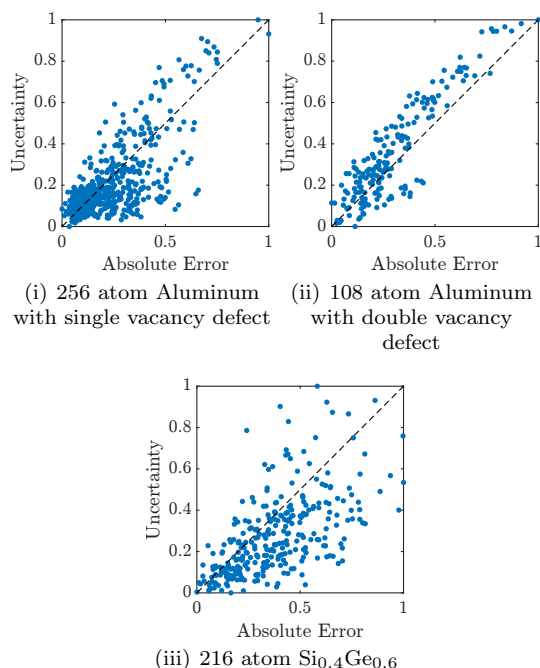 1
0.8
0.6
0.4
0.2
0
0 0.5 1
Uncertainty
Absolute Error
(i) 256 atom Aluminum
with single vacancy defect
1
0.8
0.6
0.4
0.2
0
0 0.5 1
Uncertainty
Absolute Error
(ii) 108 atom Aluminum
with double vacancy
defect
1
0.8
0.6
0.4
0.2
0
0 0.5 1
Uncertainty
Absolute Error
(iii) 216 atom Si₀.₄Ge₀.₆